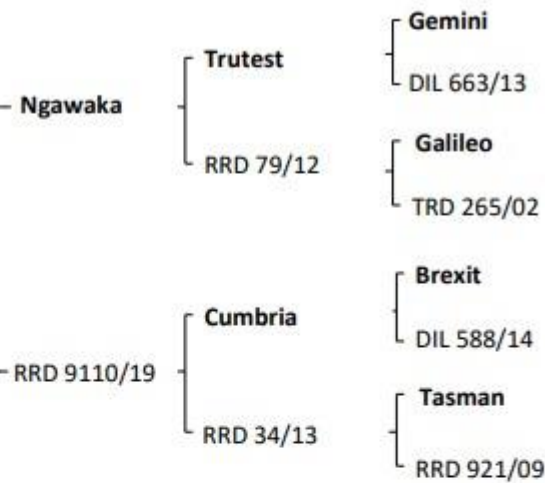 Gemini
Trutest
DIL 663/13
Ngawaka
Galileo
RRD 79/12
TRD 265/02
Brexit
Cumbria
DIL 588/14
RRD 9110/19
Tasman
RRD 34/13
RRD 921/09